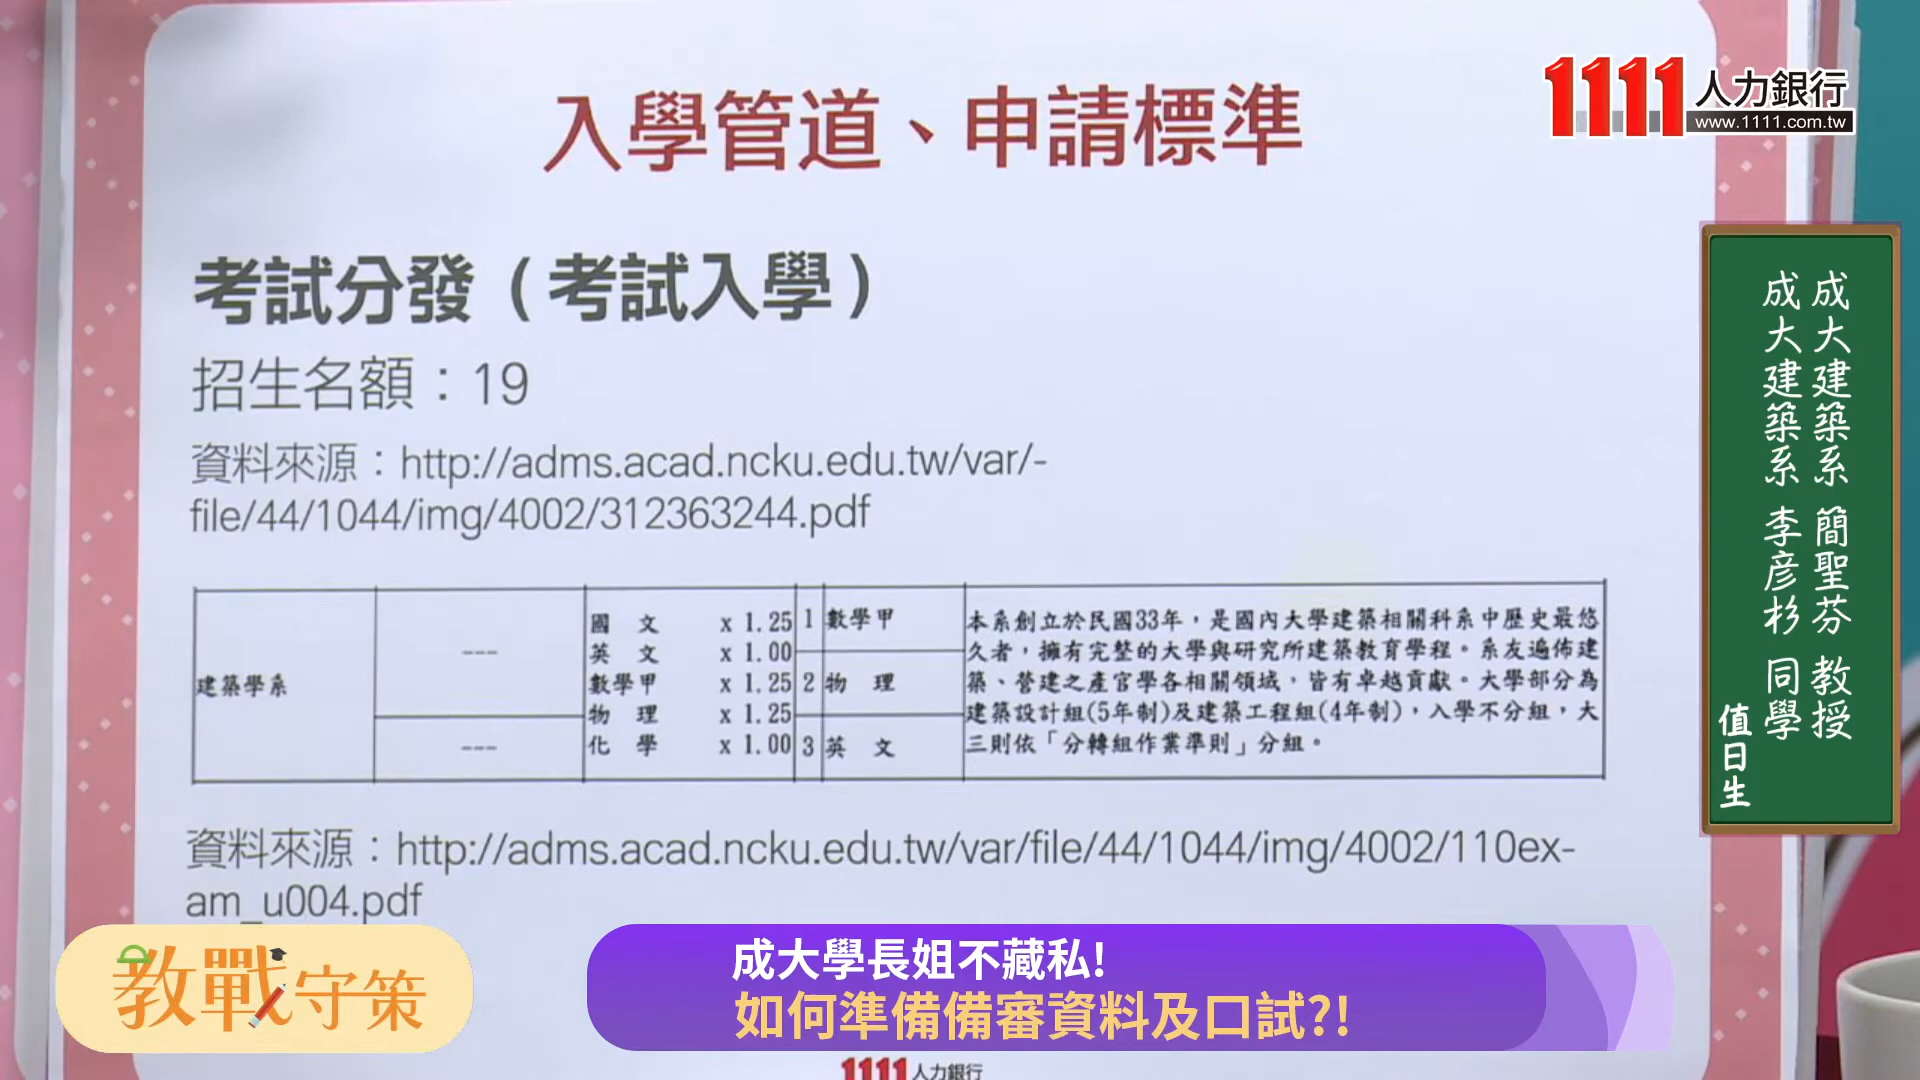 入學管道、申請標準
1111人力銀行
www.1111.com.tw
考試分發（考試入學）
招生名額：19
資料來源：http://adms.acad.ncku.edu.tw/var/-
file/44/1044/img/4002/312363244.pdf
建築學系
---
---
國文 x 1.25
英文 x 1.00
數學甲 x 1.25
物理 x 1.25
化學 x 1.00
1 數學甲
2 物理
3 英文
本系創立於民國33年，是國內大學建築相關科系中歷史最悠
久者，擁有完整的大學與研究所建築教育學程。系友遍佈建
築、營建之產官學各相關領域，皆有卓越貢獻。大學部分為
建築設計組(5年制)及建築工程組(4年制)，入學不分組，大
三則依「分轉組作業準則」分組。
資料來源：http://adms.acad.ncku.edu.tw/var/file/44/1044/img/4002/110ex-
am_u004.pdf
成大建築系 簡聖芬 教授
成大建築系 李彥杉 同學
值日生
教戰守策
成大學長姐不藏私!
如何準備備審資料及口試?!
1111人力銀行